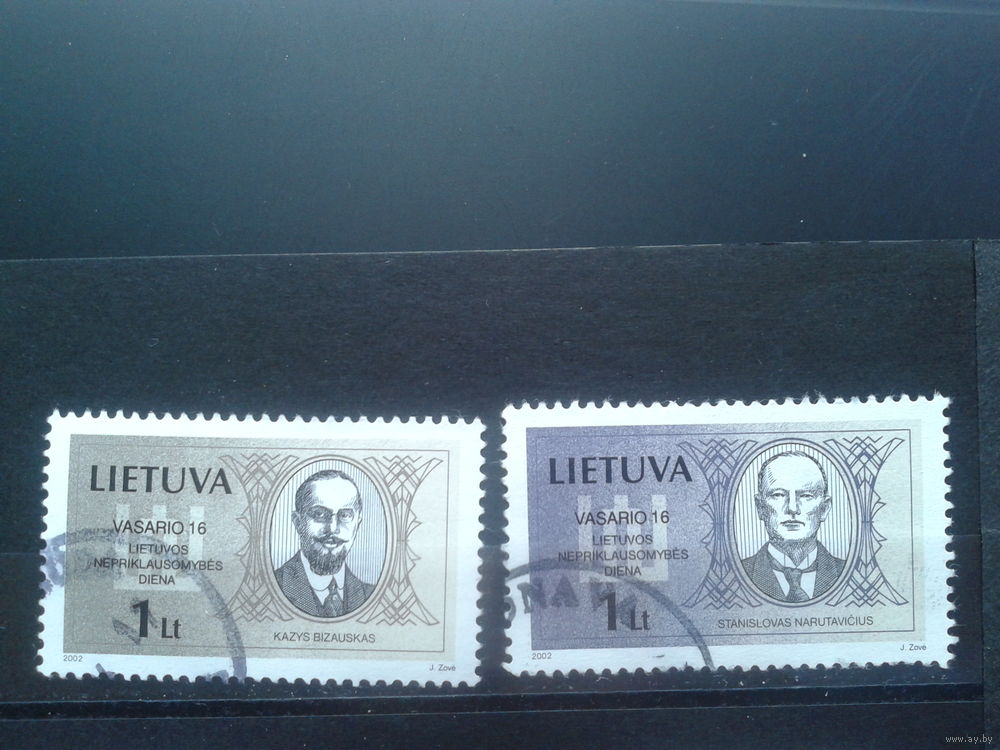 LIETUVA
VASARIO 16
LIETUVOS
NEPRIKLAUSOMYBĖS
DIENA
1 Lt
KAZYS BIZAUSKAS
2002
J. Zovė
LIETUVA
VASARIO 16
LIETUVOS
NEPRIKLAUSOMYBĖS
DIENA
1 Lt
STANISLOVAS NARUTAVIČIUS
2002
J. Zovė
www.ay.by